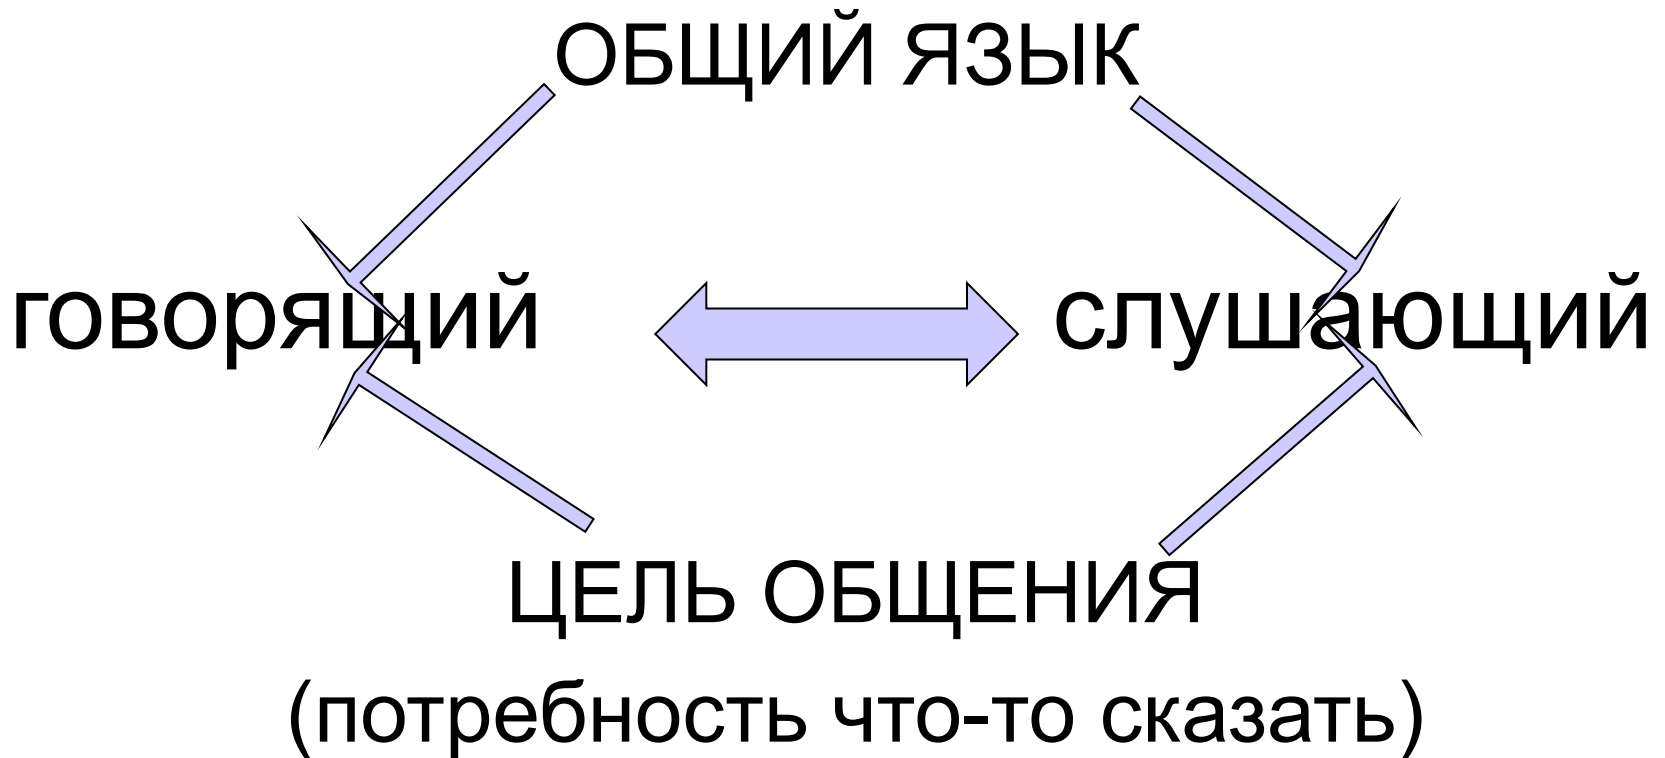 ОБЩИЙ ЯЗЫК
говорящий слушающий
ЦЕЛЬ ОБЩЕНИЯ
(потребность что-то сказать)